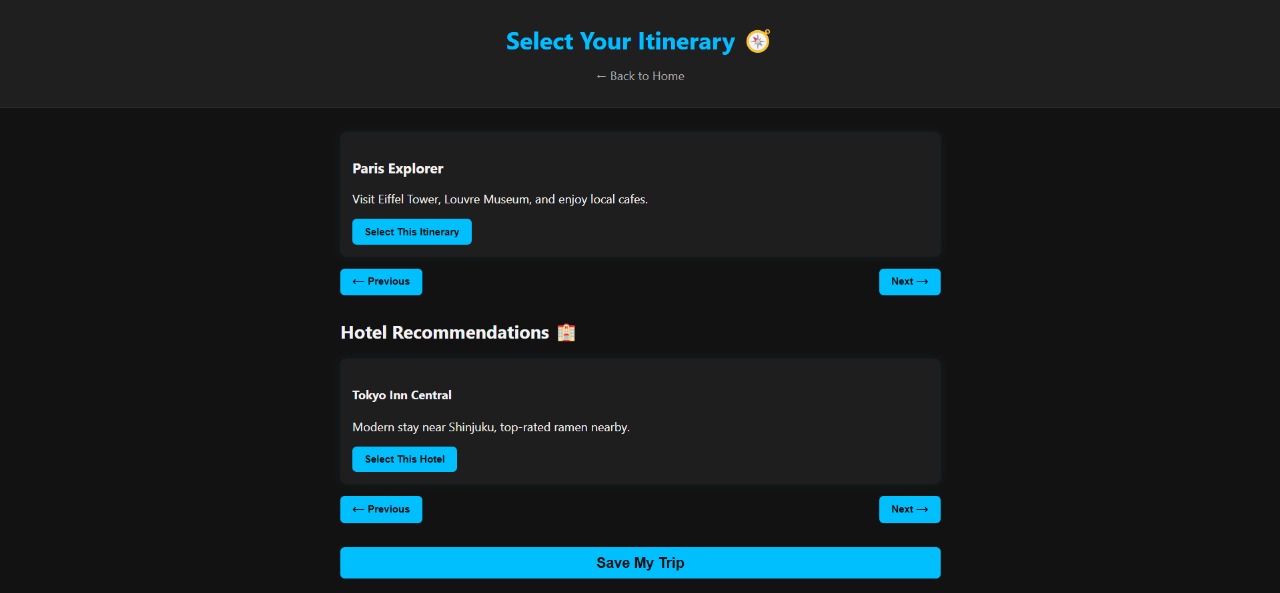 Select Your Itinerary 🧭
← Back to Home
Paris Explorer
Visit Eiffel Tower, Louvre Museum, and enjoy local cafes.
Select This Itinerary
← Previous
Next →
Hotel Recommendations 🏨
Tokyo Inn Central
Modern stay near Shinjuku, top-rated ramen nearby.
Select This Hotel
← Previous
Next →
Save My Trip